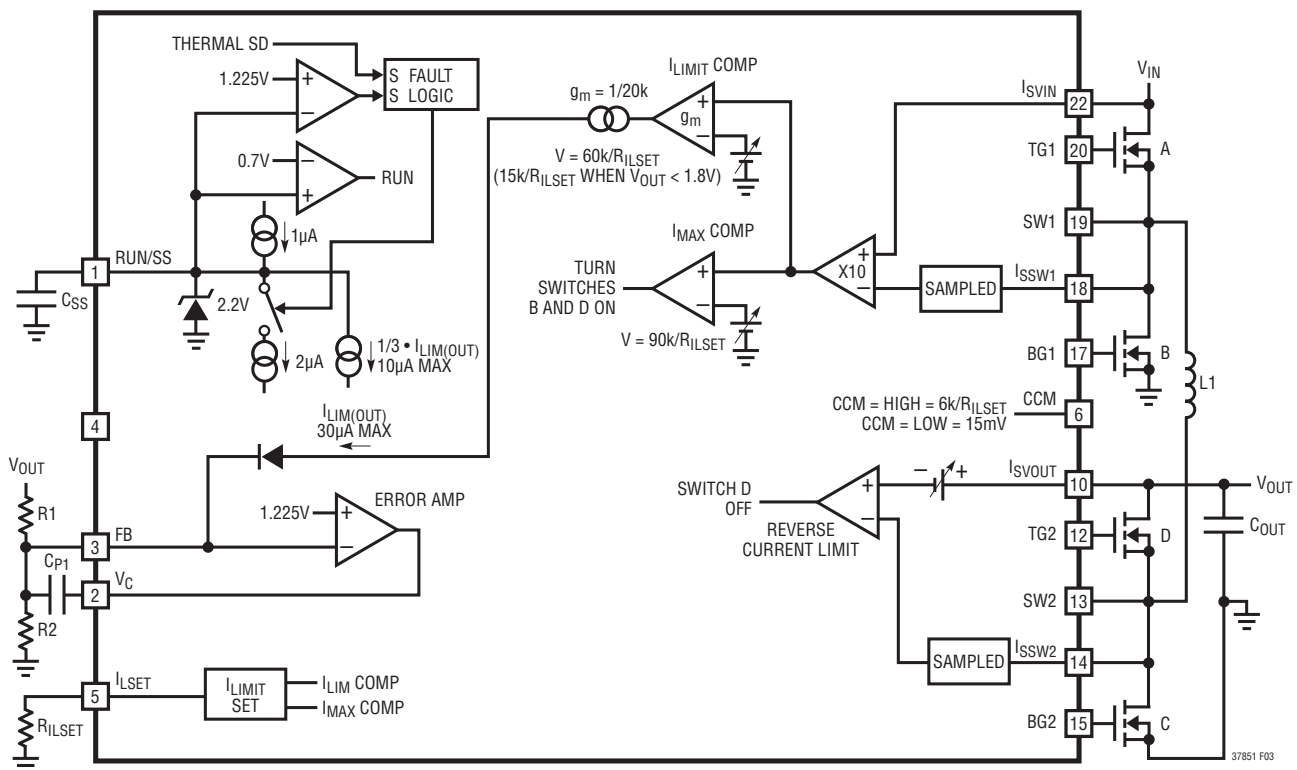 THERMAL SD
1.225V
+
−
S FAULT
S LOGIC
0.7V
−
+
RUN
1µA
RUN/SS
1
CSS
2.2V
2µA
1/3 • ILIM(OUT)
10µA MAX
gm = 1/20k
ILIMIT COMP
+
gm
−
V = 60k/RILSET
(15k/RILSET WHEN VOUT < 1.8V)
IMAX COMP
TURN
SWITCHES
B AND D ON
+
−
V = 90k/RILSET
+
X10
−
SAMPLED
ISVIN
22
VIN
TG1
20
A
SW1
19
ISSW1
18
BG1
17
B
L1
CCM
6
CCM = HIGH = 6k/RILSET
CCM = LOW = 15mV
4
ILIM(OUT)
30µA MAX
VOUT
R1
1.225V
+
−
ERROR AMP
FB
3
CP1
VC
2
R2
ILSET
5
RILSET
ILIMIT
SET
ILIM COMP
IMAX COMP
SWITCH D
OFF
+
−
REVERSE
CURRENT LIMIT
− +
ISVOUT
10
VOUT
TG2
12
D
COUT
SW2
13
SAMPLED
ISSW2
14
BG2
15
C
37851 F03